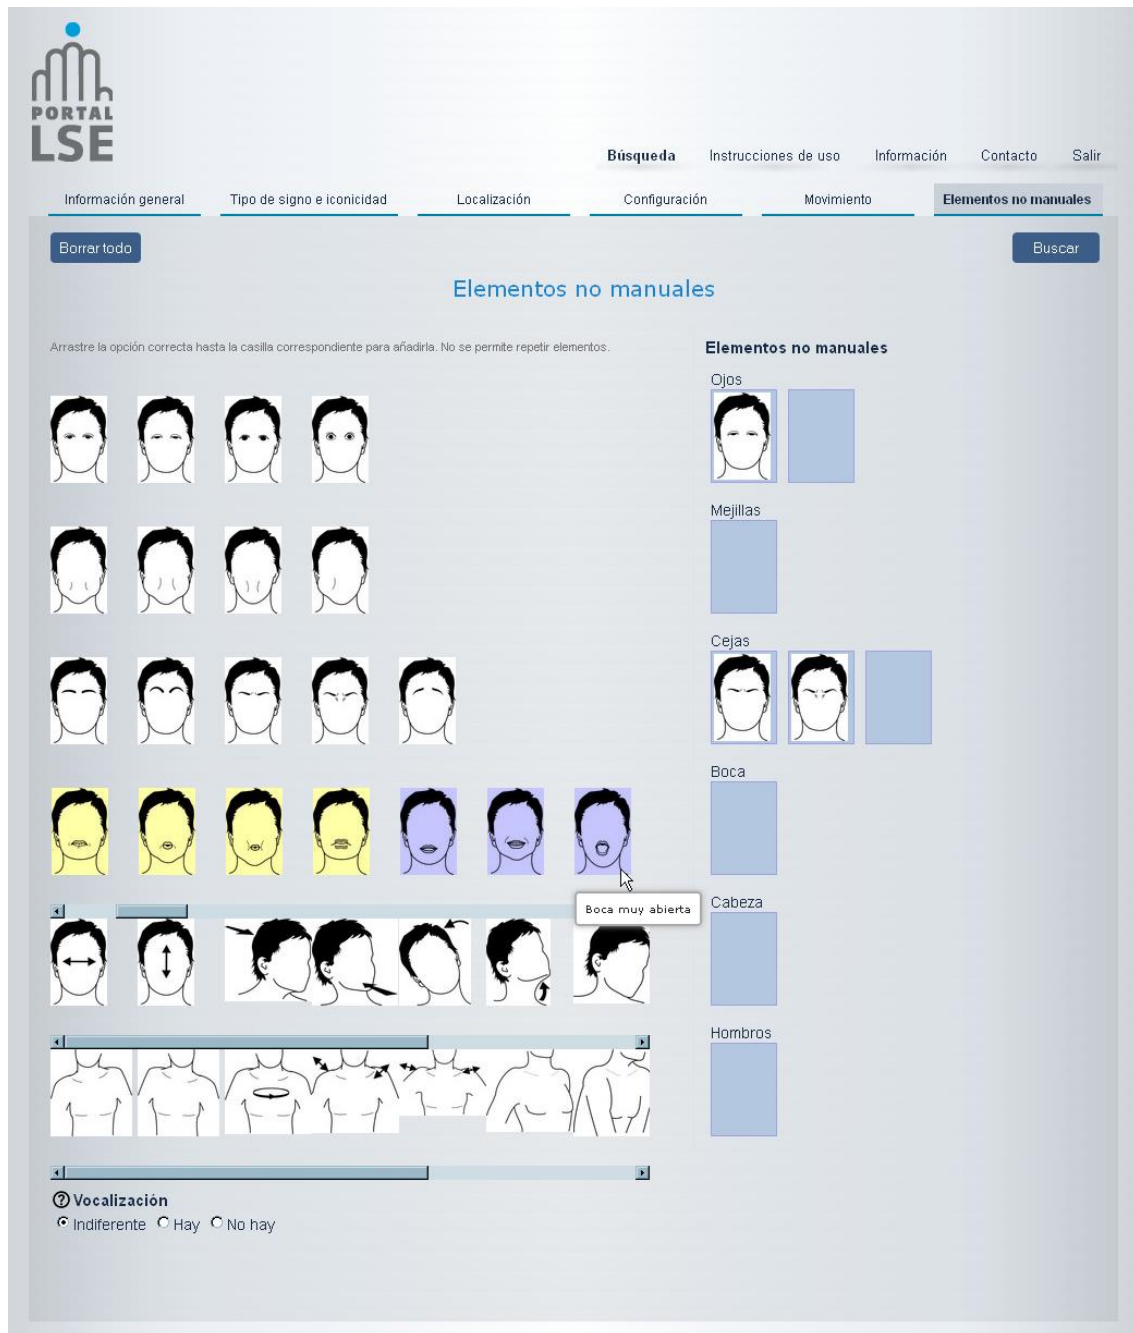 PORTAL
LSE
Búsqueda Instrucciones de uso Información Contacto Salir
Información general Tipo de signo e iconicidad Localización Configuración Movimiento Elementos no manuales
Borrar todo Buscar
Elementos no manuales
Arrastre la opción correcta hasta la casilla correspondiente para añadirla. No se permite repetir elementos.
Elementos no manuales
Ojos
Mejillas
Cejas
Boca
Boca muy abierta
Cabeza
Hombros
? Vocalización
Indiferente Hay No hay